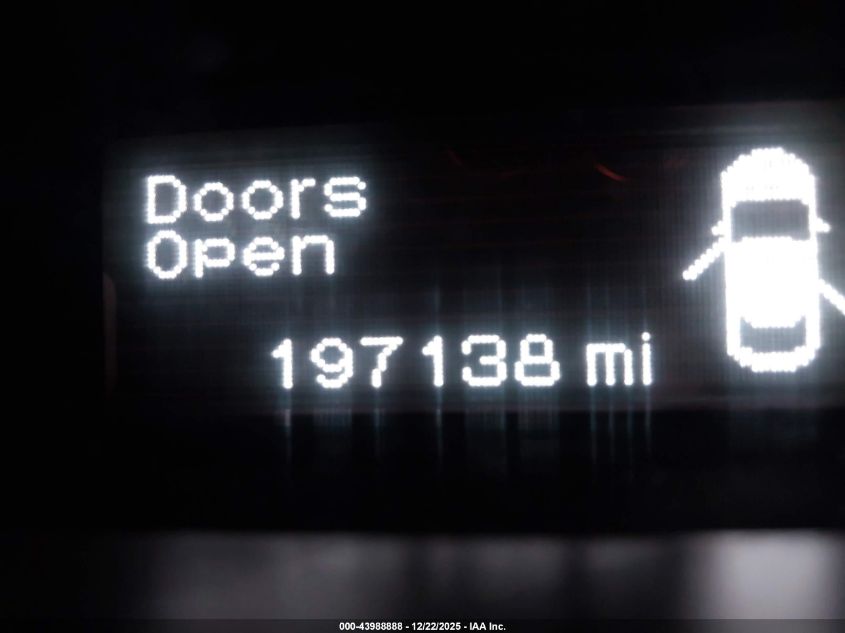 Doors
Open
197138 mi
000-43988888 - 12/22/2025 - IAA Inc.